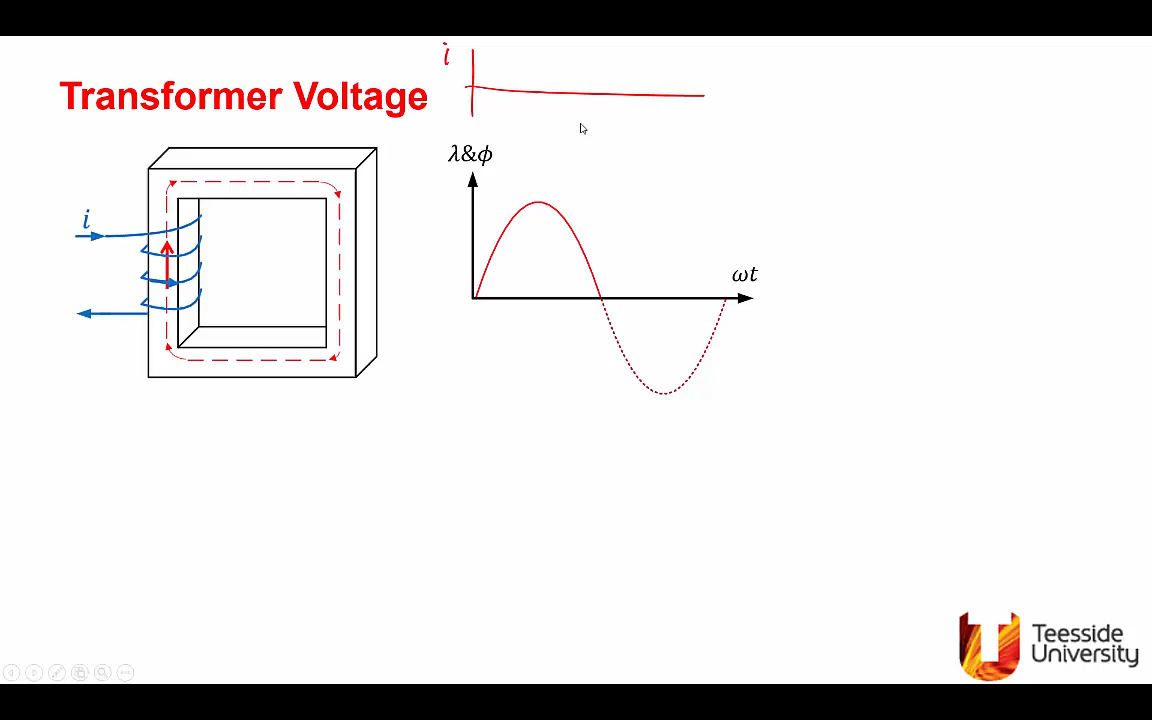 i
Transformer Voltage
λ&ϕ
i
ωt
Teesside
University